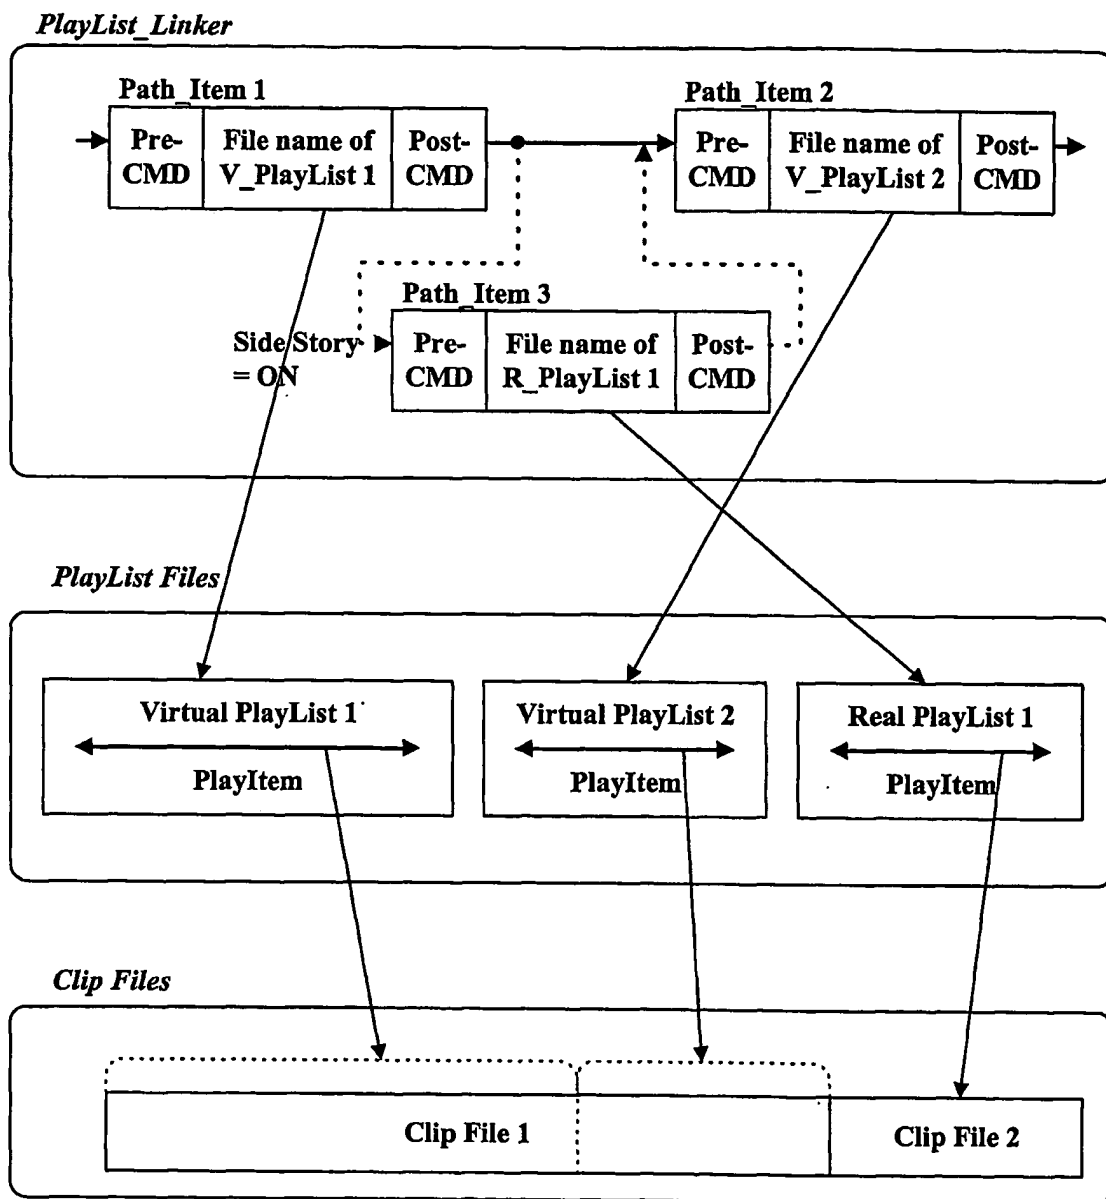 PlayList_Linker
Path_Item 1
Path_Item 2
Pre-
CMD
File name of
V_PlayList 1
Post-
CMD
Pre-
CMD
File name of
V_PlayList 2
Post-
CMD
Path_Item 3
Side Story
= ON
Pre-
CMD
File name of
R_PlayList 1
Post-
CMD
PlayList Files
Virtual PlayList 1
PlayItem
Virtual PlayList 2
PlayItem
Real PlayList 1
PlayItem
Clip Files
Clip File 1
Clip File 2